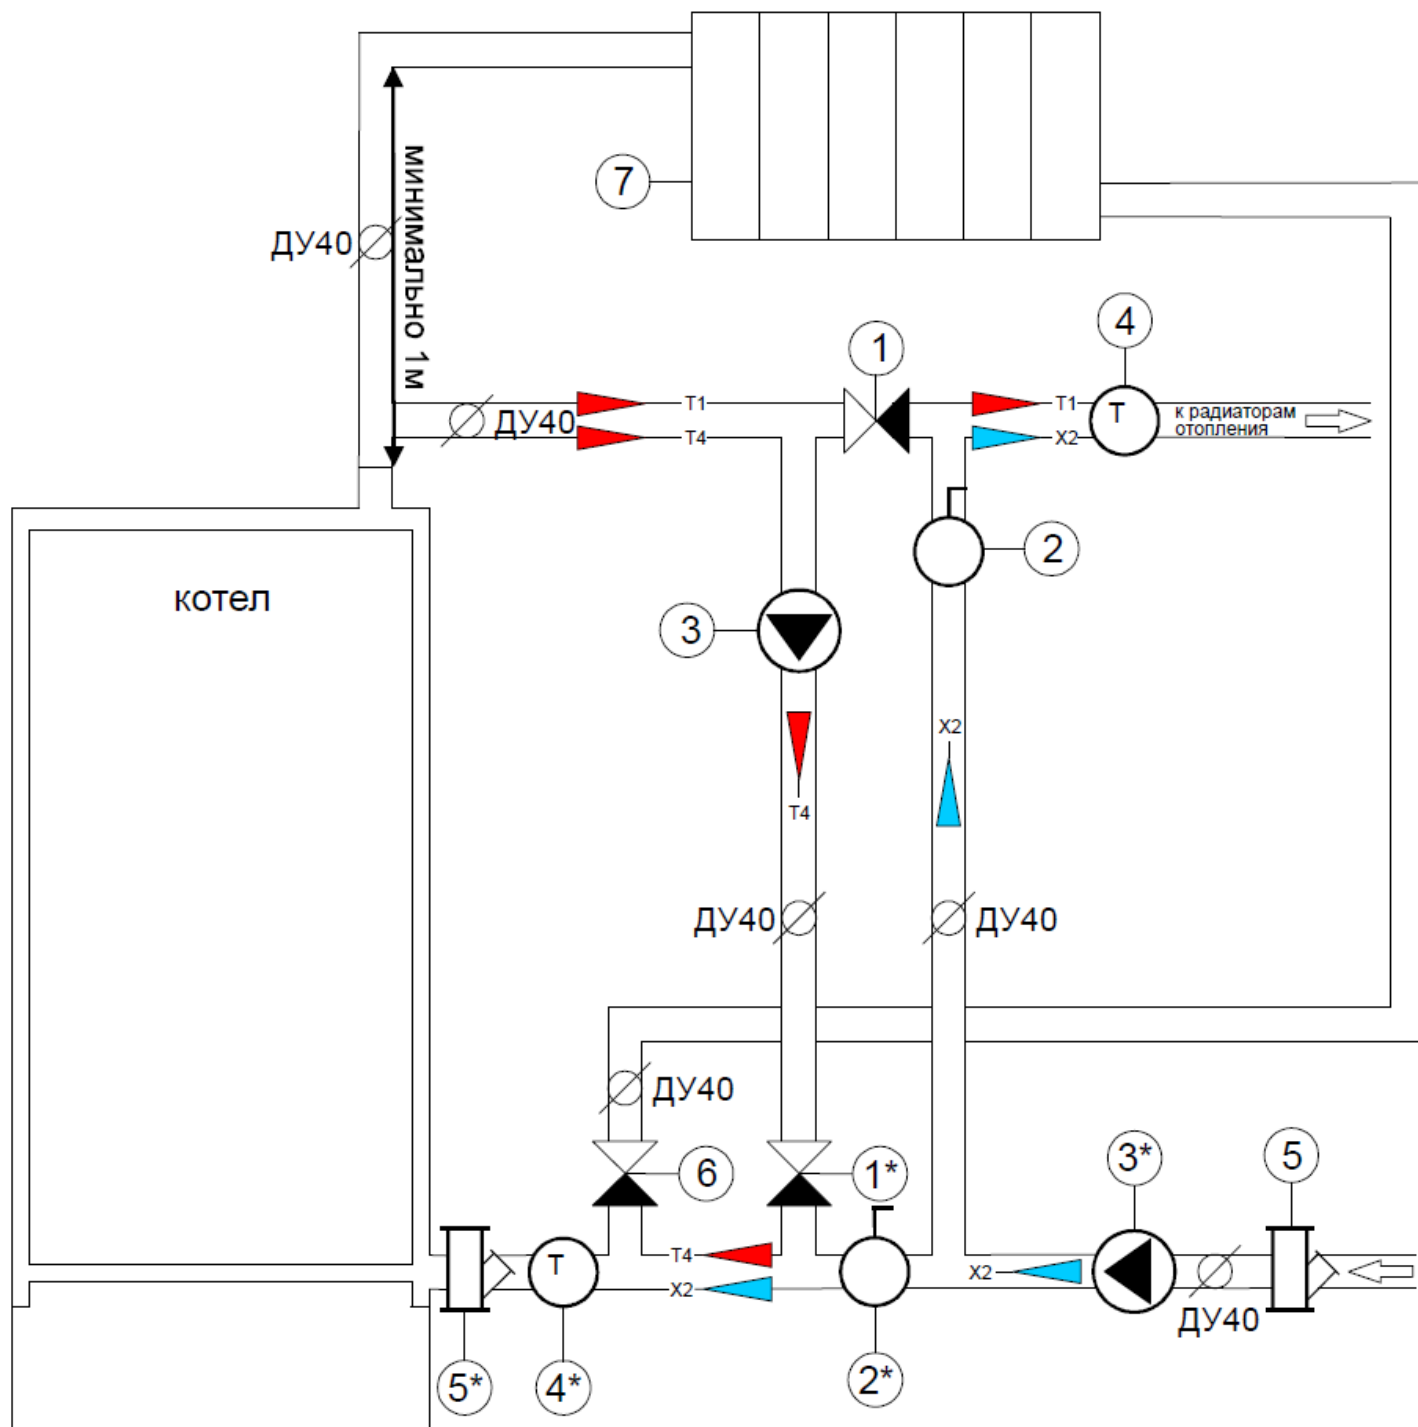 7
минимально 1м
ДУ40
4
1
T1
T1
ДУ40
T
к радиаторам
отопления
T4
X2
2
котел
3
X2
T4
ДУ40
ДУ40
ДУ40
6
1*
3*
5
T4
T
X2
X2
ДУ40
5*
4*
2*